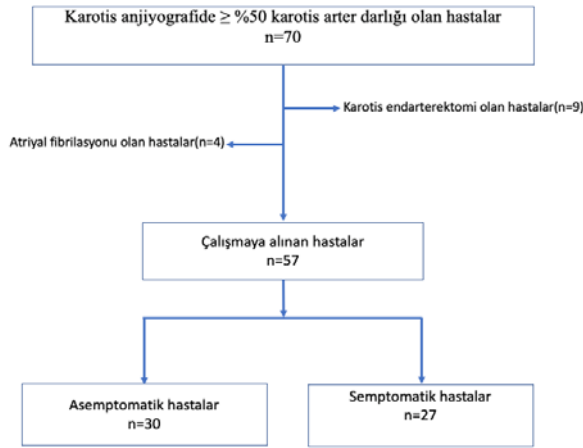 Karotis anjiyografide ≥ %50 karotis arter darlığı olan hastalar
n=70
Karotis endarterektomi olan hastalar(n=9)
Atriyal fibrilasyonu olan hastalar(n=4)
Çalışmaya alınan hastalar
n=57
Asemptomatik hastalar
n=30
Semptomatik hastalar
n=27